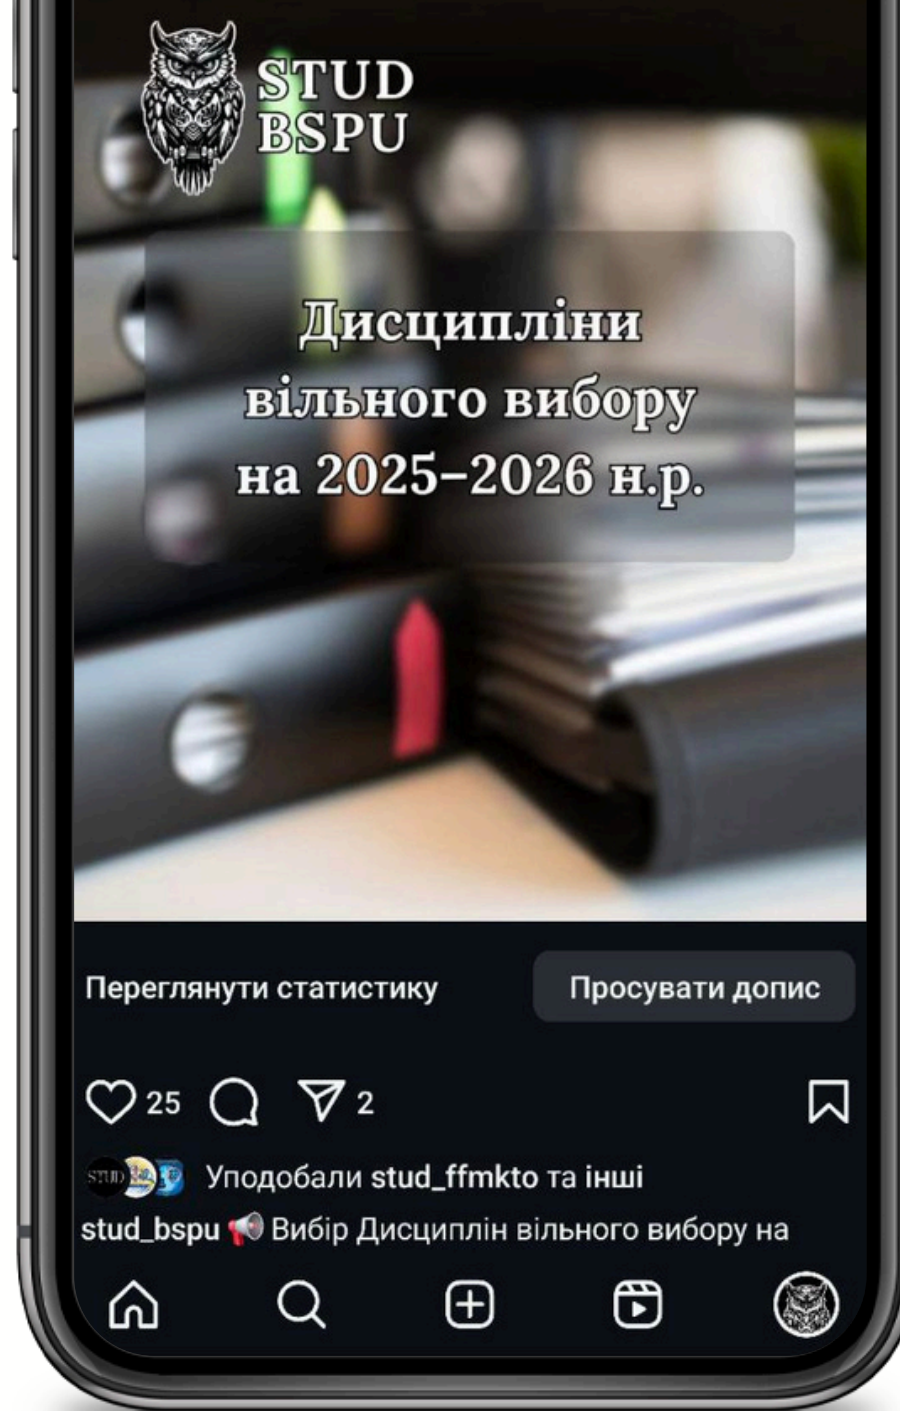 STUD
BSPU
Дисципліни
вільного вибору
на 2025–2026 н.р.
Переглянути статистику
Просувати допис
25
2
STUD
Уподобали stud_ffmkto та інші
stud_bspu 📢 Вибір Дисциплін вільного вибору на